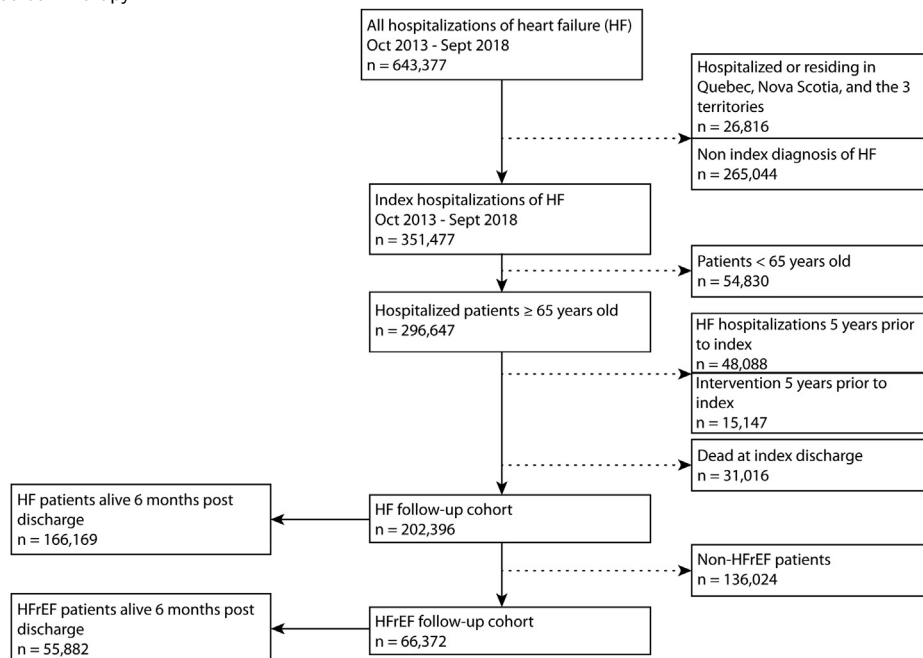 All hospitalizations of heart failure (HF)
Oct 2013 - Sept 2018
n = 643,377
Hospitalized or residing in
Quebec, Nova Scotia, and the 3
territories
n = 26,816
Non index diagnosis of HF
n = 265,044
Index hospitalizations of HF
Oct 2013 - Sept 2018
n = 351,477
Patients < 65 years old
n = 54,830
Hospitalized patients ≥ 65 years old
n = 296,647
HF hospitalizations 5 years prior
to index
n = 48,088
Intervention 5 years prior to
index
n = 15,147
Dead at index discharge
n = 31,016
HF patients alive 6 months post
discharge
n = 166,169
HF follow-up cohort
n = 202,396
Non-HFrEF patients
n = 136,024
HFrEF patients alive 6 months post
discharge
n = 55,882
HFrEF follow-up cohort
n = 66,372